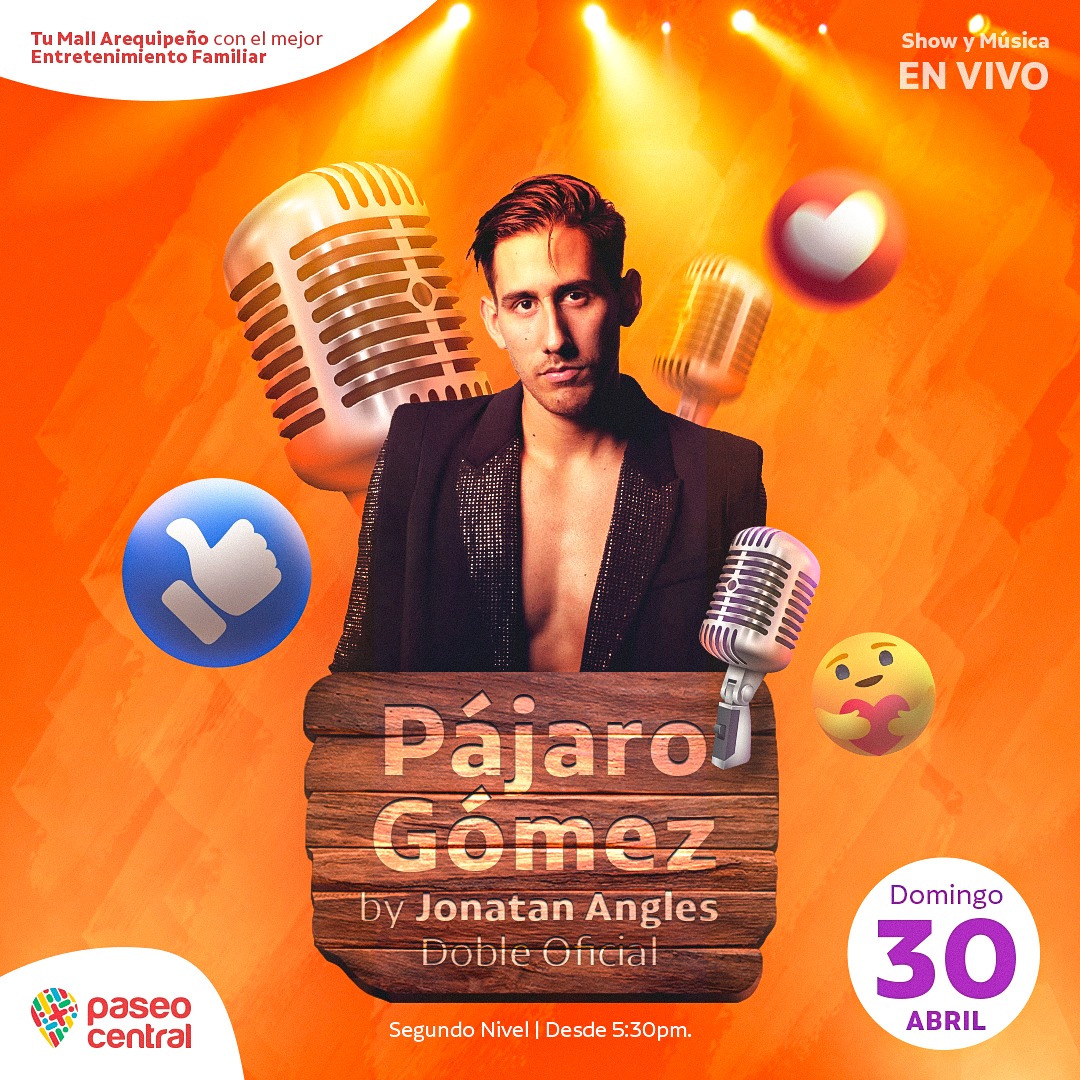 Tu Mall Arequipeño con el mejor
Entretenimiento Familiar
Show y Música
EN VIVO
Pájaro
Gómez
by Jonatan Angles
Doble Oficial
Domingo
30
ABRIL
paseo
central
Segundo Nivel | Desde 5:30pm.